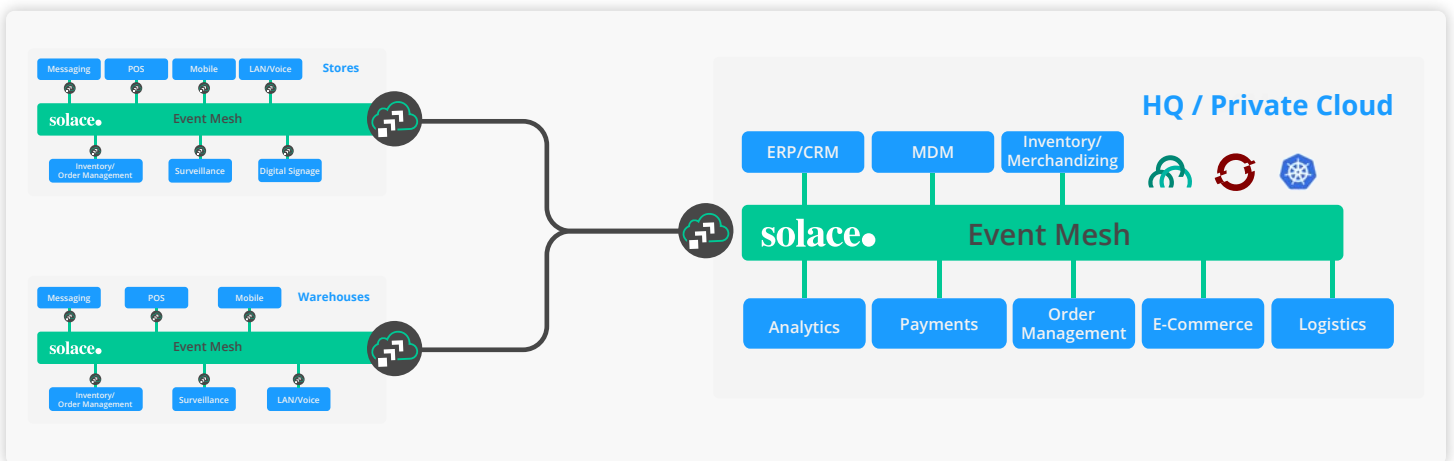 Messaging
POS
Mobile
LAN/Voice
Stores
solace.
Event Mesh
Inventory/
Order Management
Surveillance
Digital Signage
Messaging
POS
Mobile
Warehouses
solace.
Event Mesh
Inventory/
Order Management
Surveillance
LAN/Voice
HQ / Private Cloud
ERP/CRM
MDM
Inventory/
Merchandizing
solace.
Event Mesh
Analytics
Payments
Order
Management
E-Commerce
Logistics